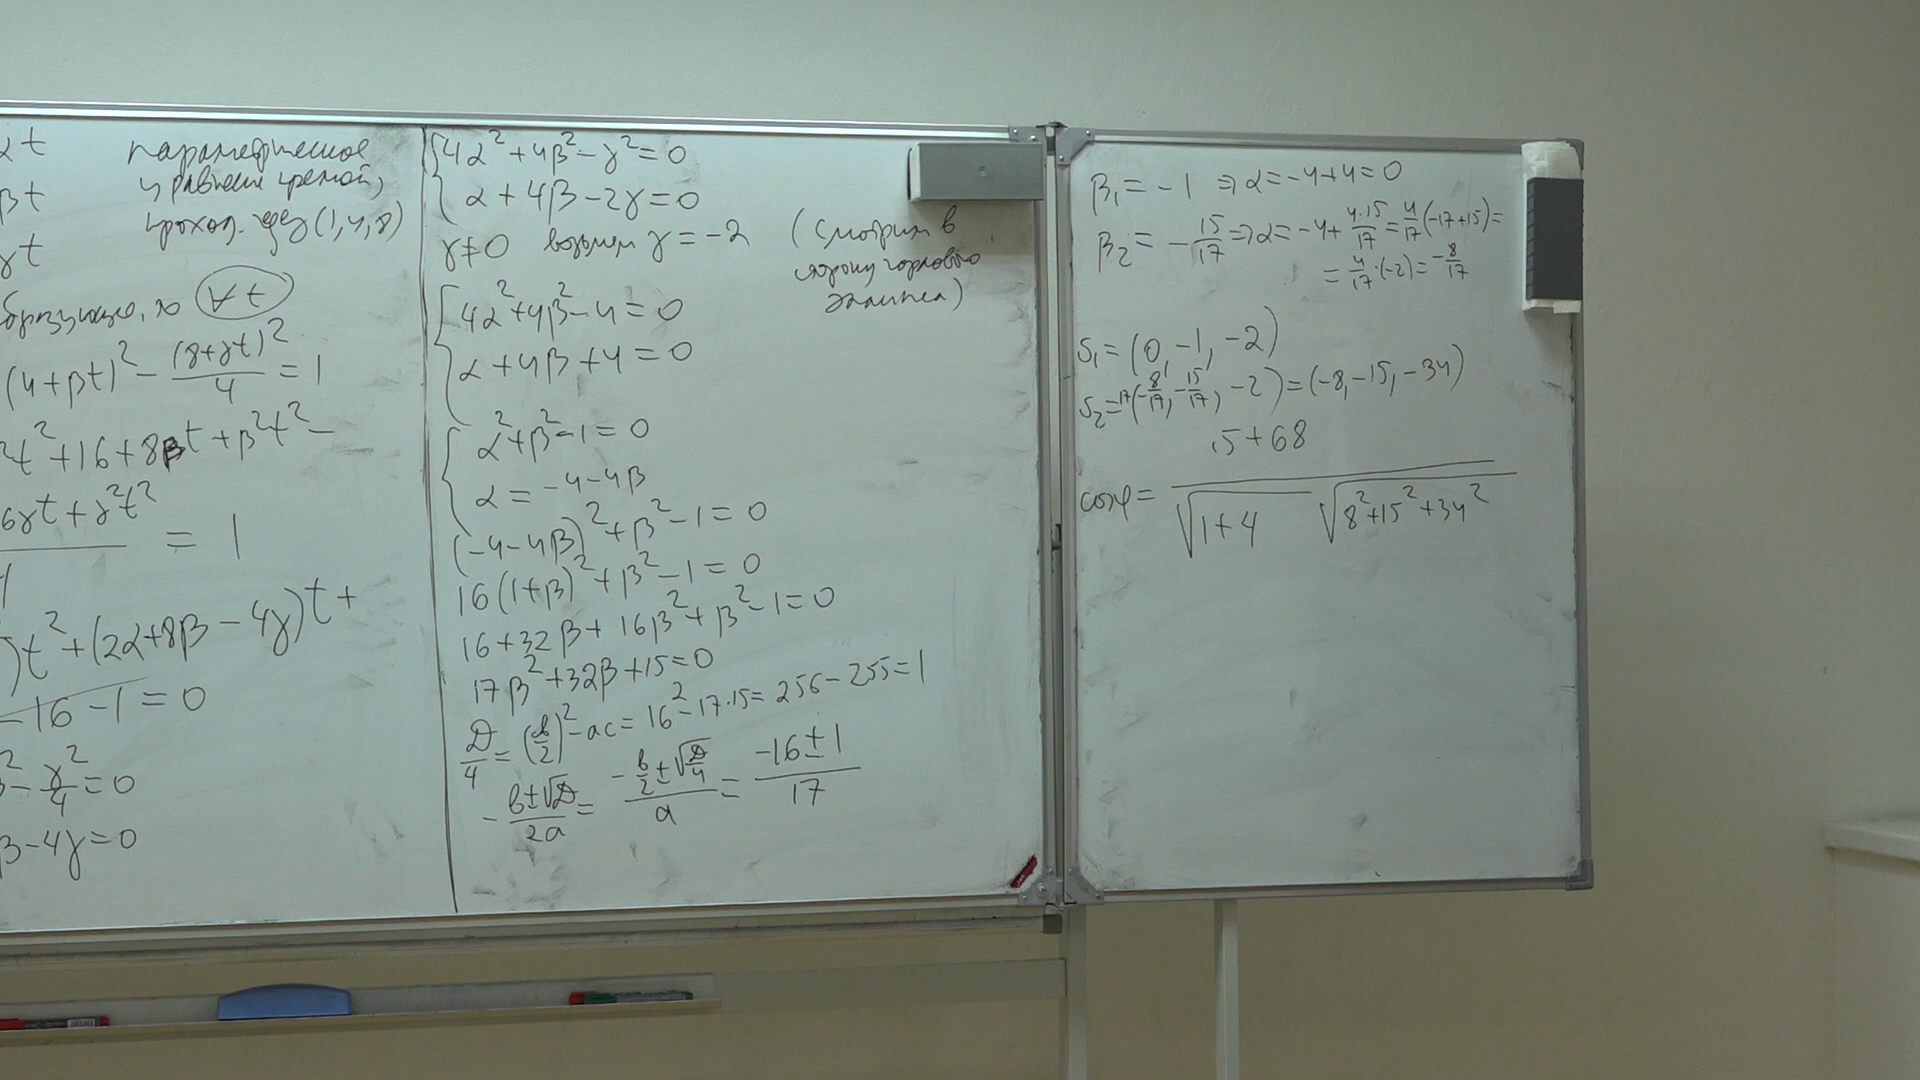 αt
βt
γt
параметрическое
уравнение прямой,
проход. через (1,4,8)
образующую, то ∀t
(4+βt)² - (8+γt)²/4 = 1
²t²+16+8βt+β²t²-
6γt+γ²t² = 1
)t²+(2α+8β-4γ)t+
-16-1=0
²-γ²/4=0
β-4γ=0
{4α²+4β²-γ²=0
{α+4β-2γ=0
γ≠0 возьмем γ=-2 (смотрим в
сторону горлового
эллипса)
{4α²+4β²-4=0
{α+4β+4=0
{α²+β²-1=0
{α=-4-4β
(-4-4β)²+β²-1=0
16(1+β)²+β²-1=0
16+32β+16β²+β²-1=0
17β²+32β+15=0
D/4=(b/2)²-ac=16²-17·15=256-255=1
-b±√D/2a = (-b/2±√(D/4))/a = (-16±1)/17
β₁=-1 ⇒ α=-4+4=0
β₂=-15/17 ⇒ α=-4+4·15/17=4/17(-17+15)=
=4/17·(-2)=-8/17
S₁=(0,-1,-2)
S₂=17(-8/17,-15/17,-2)=(-8,-15,-34)
cosφ = (15+68)/(√(1+4) √(8²+15²+34²))